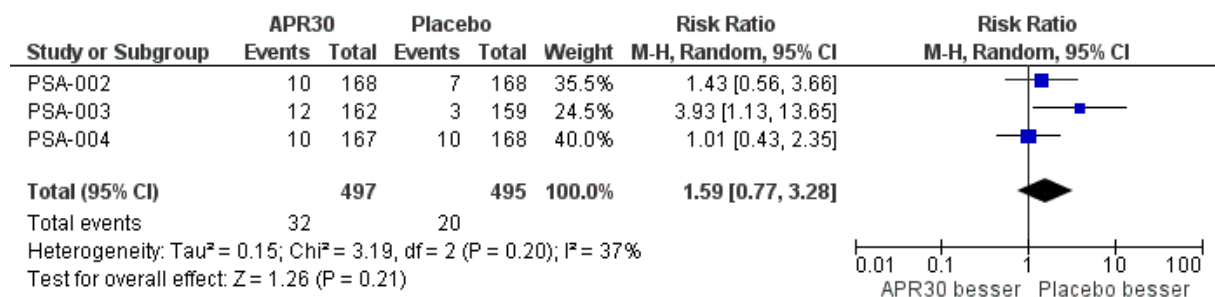 APR30 Placebo Risk Ratio Risk Ratio
Study or Subgroup Events Total Events Total Weight M-H, Random, 95% CI M-H, Random, 95% CI
PSA-002 10 168 7 168 35.5% 1.43 [0.56, 3.66]
PSA-003 12 162 3 159 24.5% 3.93 [1.13, 13.65]
PSA-004 10 167 10 168 40.0% 1.01 [0.43, 2.35]
Total (95% CI) 497 495 100.0% 1.59 [0.77, 3.28]
Total events 32 20
Heterogeneity: Tau² = 0.15; Chi² = 3.19, df = 2 (P = 0.20); I² = 37%
Test for overall effect: Z = 1.26 (P = 0.21)
0.01 0.1 1 10 100
APR30 besser Placebo besser